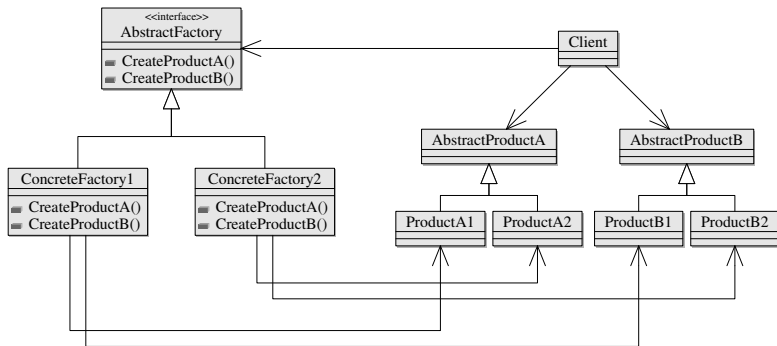 <<interface>>
AbstractFactory
CreateProductA()
CreateProductB()
Client
AbstractProductA
AbstractProductB
ConcreteFactory1
CreateProductA()
CreateProductB()
ConcreteFactory2
CreateProductA()
CreateProductB()
ProductA1
ProductA2
ProductB1
ProductB2